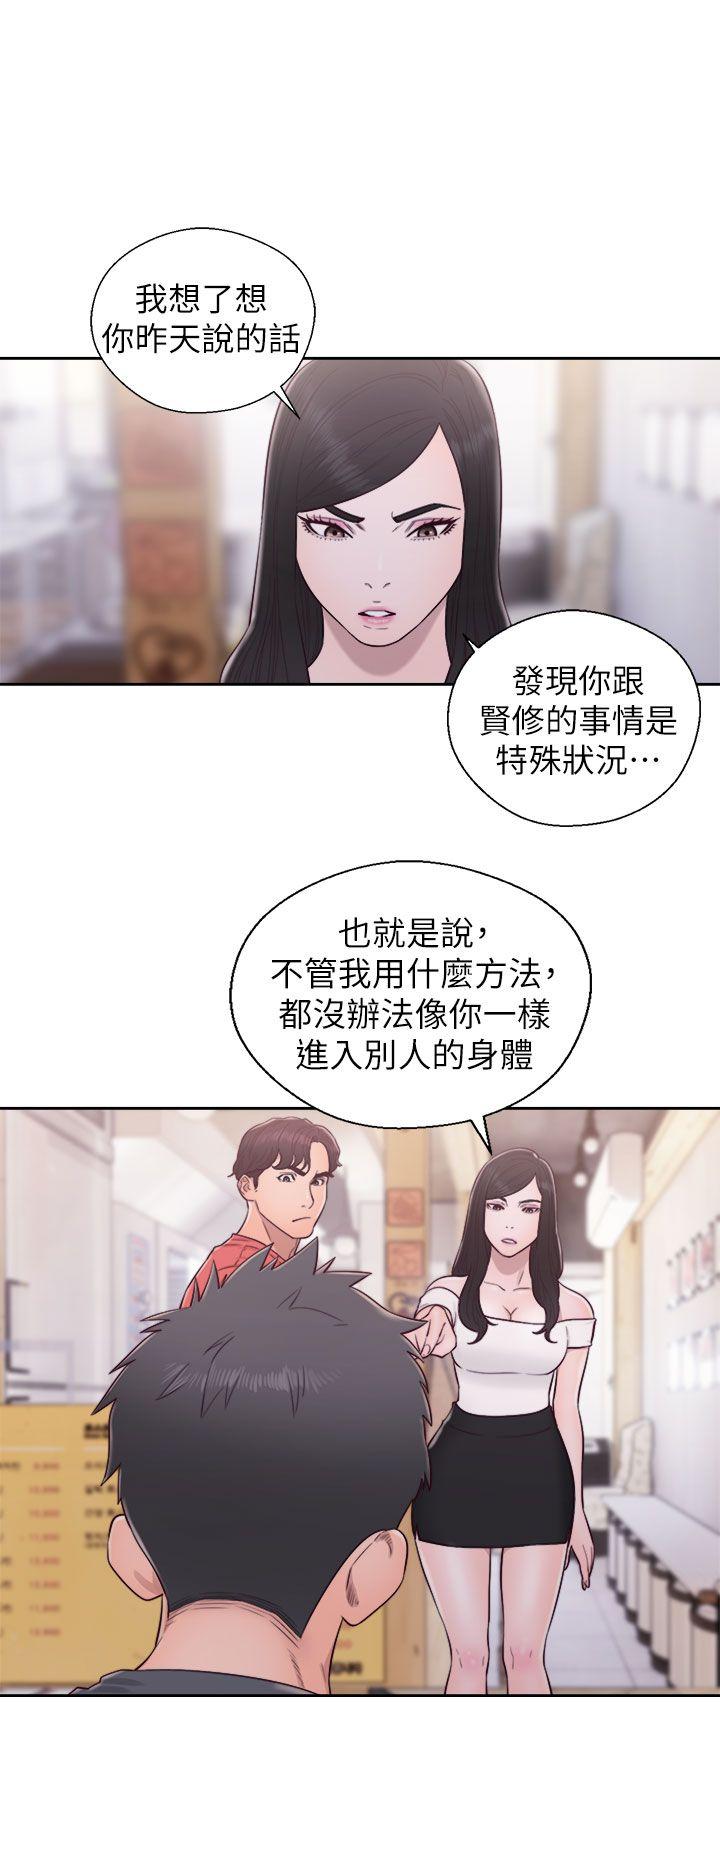 我想了想
你昨天說的話
發現你跟
賢修的事情是
特殊狀況…
也就是說，
不管我用什麼方法，
都沒辦法像你一樣
進入別人的身體